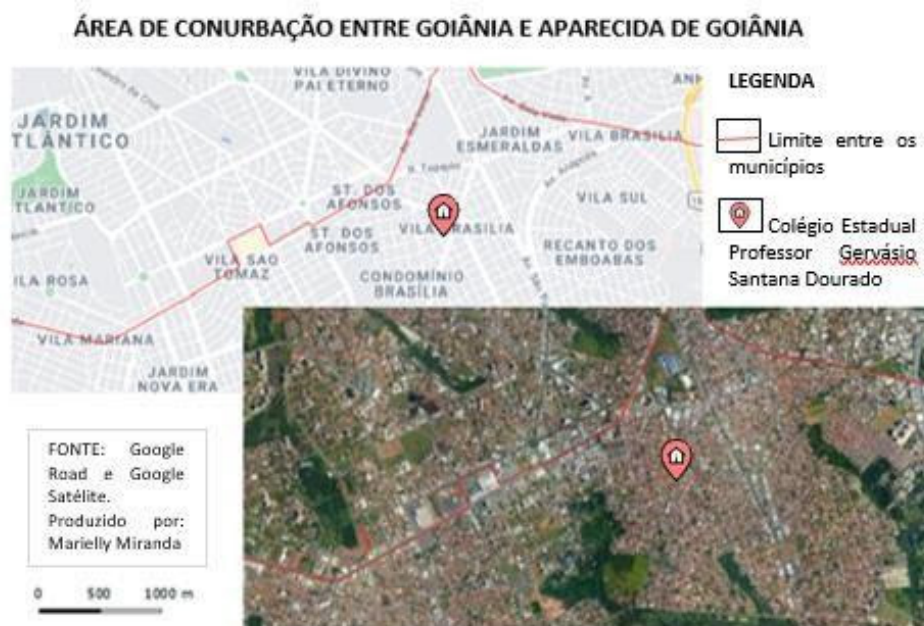 ÁREA DE CONURBAÇÃO ENTRE GOIÂNIA E APARECIDA DE GOIÂNIA
VILA DIVINO
PAI ETERNO
JARDIM
TLÂNTICO
JARDIM
ESMERALDAS
VILA BRASILIA
R. Tapajós
JARDIM
TLANTICO
ST. DOS
AFONSOS
VILA SUL
VILA BRASILIA
ST. DOS
AFONSOS
VILA SAO
TOMAZ
RECANTO DOS
EMBOABAS
ILA ROSA
CONDOMÍNIO
BRASÍLIA
VILA MARIANA
JARDIM
NOVA ERA
LEGENDA
Limite entre os
municípios
Colégio Estadual
Professor Gervásio
Santana Dourado
FONTE: Google
Road e Google
Satélite.
Produzido por:
Marielly Miranda
0 500 1000 m